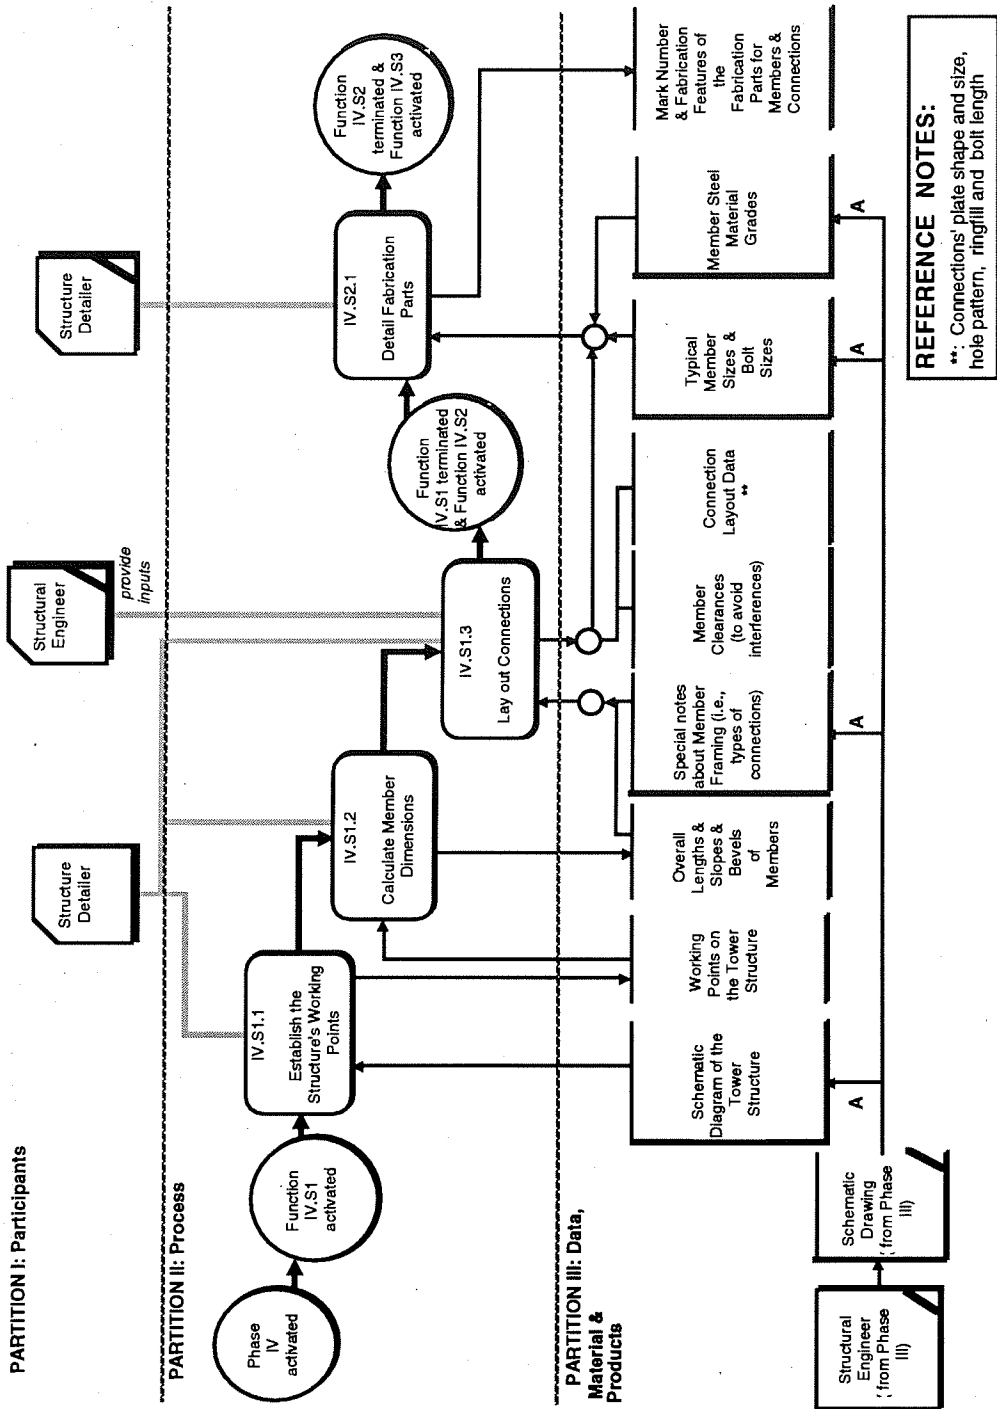 PARTITION I: Participants
Structure
Detailer
Structural
Engineer
provide
inputs
Structure
Detailer
PARTITION II: Process
Phase
IV
activated
Function
IV.S1
activated
IV.S1.1
Establish the
Structure's Working
Points
IV.S1.2
Calculate Member
Dimensions
IV.S1.3
Lay out Connections
Function
IV.S1 terminated
& Function IV.S2
activated
IV.S2.1
Detail Fabrication
Parts
Function
IV.S2
terminated &
Function IV.S3
activated
PARTITION III: Data,
Material &
Products
Schematic
Diagram of the
Tower
Structure
Working
Points on
the Tower
Structure
Overall
Lengths &
Slopes &
Bevels
of
Members
Special notes
about Member
Framing (i.e.,
types of
connections)
Member
Clearances
(to avoid
interferences)
Connection
Layout Data
**
Typical
Member
Sizes &
Bolt
Sizes
Member Steel
Material
Grades
Mark Number
& Fabrication
Features of
the
Fabrication
Parts for
Members &
Connections
A
A
A
A
Structural
Engineer
(from Phase
III)
Schematic
Drawing
(from Phase
III)
REFERENCE NOTES:
**: Connections' plate shape and size,
hole pattern, ringfill and bolt length